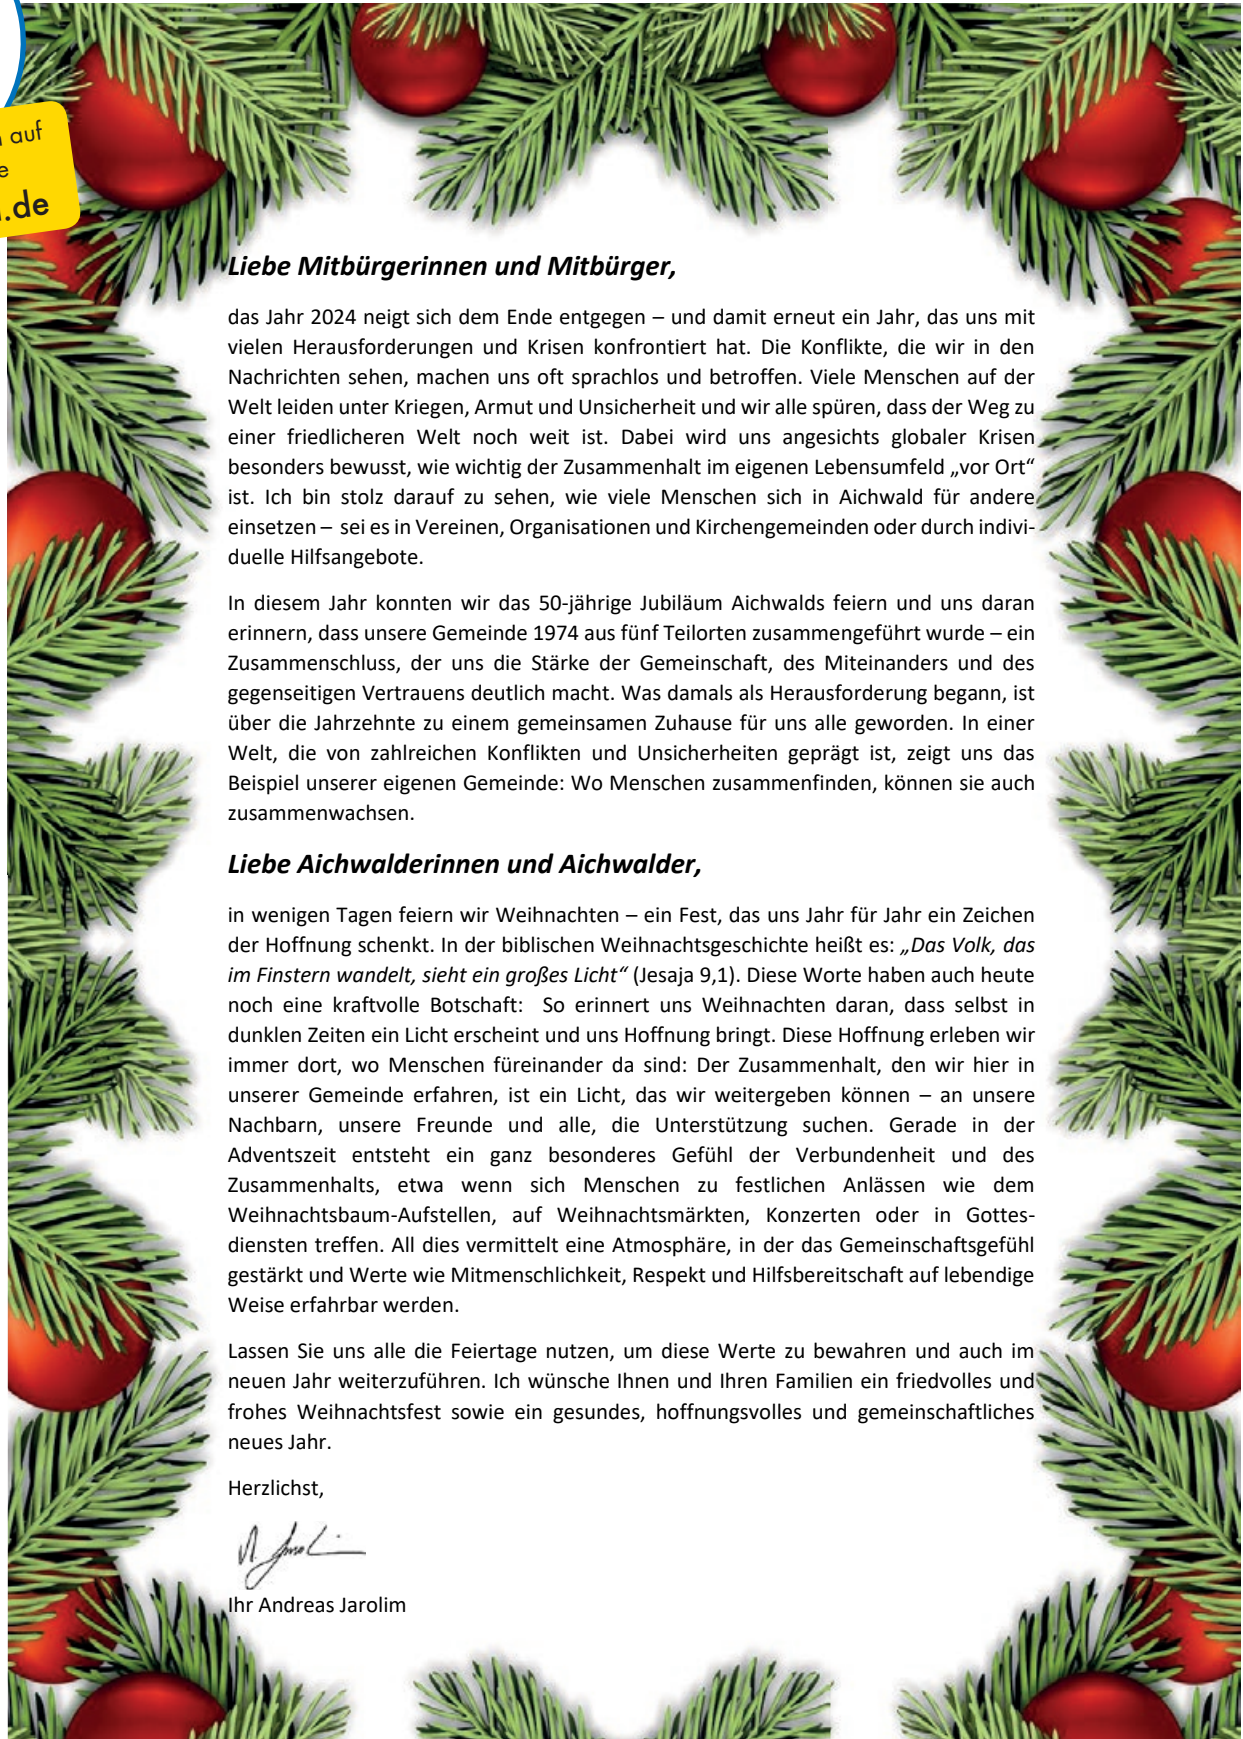 auf
.de
Liebe Mitbürgerinnen und Mitbürger,
das Jahr 2024 neigt sich dem Ende entgegen – und damit erneut ein Jahr, das uns mit
vielen Herausforderungen und Krisen konfrontiert hat. Die Konflikte, die wir in den
Nachrichten sehen, machen uns oft sprachlos und betroffen. Viele Menschen auf der
Welt leiden unter Kriegen, Armut und Unsicherheit und wir alle spüren, dass der Weg zu
einer friedlicheren Welt noch weit ist. Dabei wird uns angesichts globaler Krisen
besonders bewusst, wie wichtig der Zusammenhalt im eigenen Lebensumfeld „vor Ort“
ist. Ich bin stolz darauf zu sehen, wie viele Menschen sich in Aichwald für andere
einsetzen – sei es in Vereinen, Organisationen und Kirchengemeinden oder durch indivi-
duelle Hilfsangebote.
In diesem Jahr konnten wir das 50-jährige Jubiläum Aichwalds feiern und uns daran
erinnern, dass unsere Gemeinde 1974 aus fünf Teilorten zusammengeführt wurde – ein
Zusammenschluss, der uns die Stärke der Gemeinschaft, des Miteinanders und des
gegenseitigen Vertrauens deutlich macht. Was damals als Herausforderung begann, ist
über die Jahrzehnte zu einem gemeinsamen Zuhause für uns alle geworden. In einer
Welt, die von zahlreichen Konflikten und Unsicherheiten geprägt ist, zeigt uns das
Beispiel unserer eigenen Gemeinde: Wo Menschen zusammenfinden, können sie auch
zusammenwachsen.
Liebe Aichwalderinnen und Aichwalder,
in wenigen Tagen feiern wir Weihnachten – ein Fest, das uns Jahr für Jahr ein Zeichen
der Hoffnung schenkt. In der biblischen Weihnachtsgeschichte heißt es: „Das Volk, das
im Finstern wandelt, sieht ein großes Licht“ (Jesaja 9,1). Diese Worte haben auch heute
noch eine kraftvolle Botschaft: So erinnert uns Weihnachten daran, dass selbst in
dunklen Zeiten ein Licht erscheint und uns Hoffnung bringt. Diese Hoffnung erleben wir
immer dort, wo Menschen füreinander da sind: Der Zusammenhalt, den wir hier in
unserer Gemeinde erfahren, ist ein Licht, das wir weitergeben können – an unsere
Nachbarn, unsere Freunde und alle, die Unterstützung suchen. Gerade in der
Adventszeit entsteht ein ganz besonderes Gefühl der Verbundenheit und des
Zusammenhalts, etwa wenn sich Menschen zu festlichen Anlässen wie dem
Weihnachtsbaum-Aufstellen, auf Weihnachtsmärkten, Konzerten oder in Gottes-
diensten treffen. All dies vermittelt eine Atmosphäre, in der das Gemeinschaftsgefühl
gestärkt und Werte wie Mitmenschlichkeit, Respekt und Hilfsbereitschaft auf lebendige
Weise erfahrbar werden.
Lassen Sie uns alle die Feiertage nutzen, um diese Werte zu bewahren und auch im
neuen Jahr weiterzuführen. Ich wünsche Ihnen und Ihren Familien ein friedvolles und
frohes Weihnachtsfest sowie ein gesundes, hoffnungsvolles und gemeinschaftliches
neues Jahr.
Herzlichst,
Ihr Andreas Jarolim